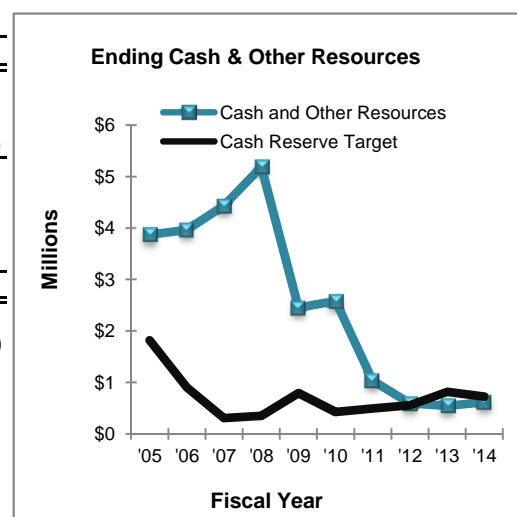 Ending Cash & Other Resources
Cash and Other Resources
Cash Reserve Target
$6
$5
$4
$3
$2
$1
$0
Millions
'05 '06 '07 '08 '09 '10 '11 '12 '13 '14
Fiscal Year